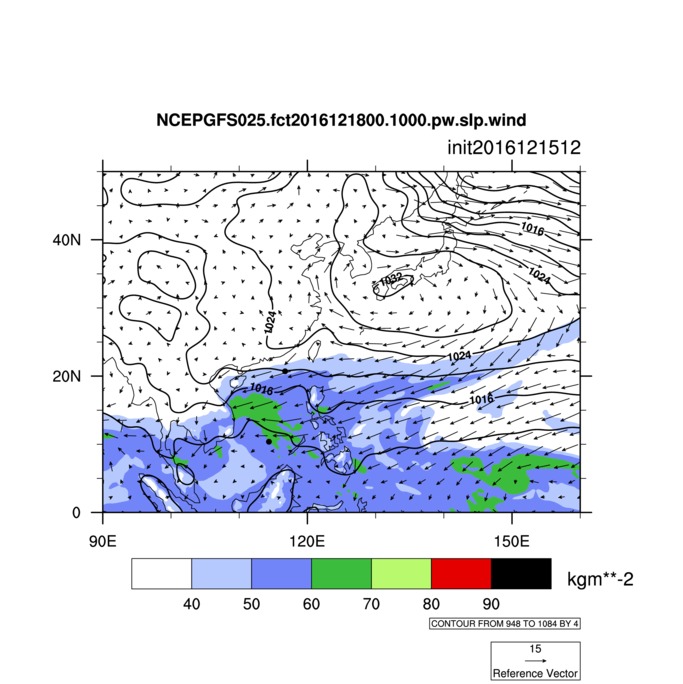 NCEPGFS025.fct2016121800.1000.pw.slp.wind
init2016121512
1016
40N
1032
1024
1024
1024
20N
1016
1016
0
90E 120E 150E
kgm**-2
40 50 60 70 80 90
CONTOUR FROM 948 TO 1084 BY 4
15
Reference Vector